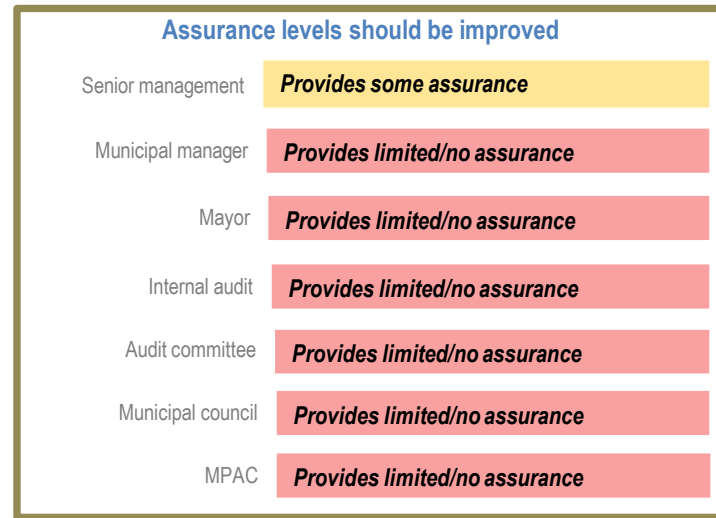 Assurance levels should be improved
Senior management Provides some assurance
Municipal manager Provides limited/no assurance
Mayor Provides limited/no assurance
Internal audit Provides limited/no assurance
Audit committee Provides limited/no assurance
Municipal council Provides limited/no assurance
MPAC Provides limited/no assurance